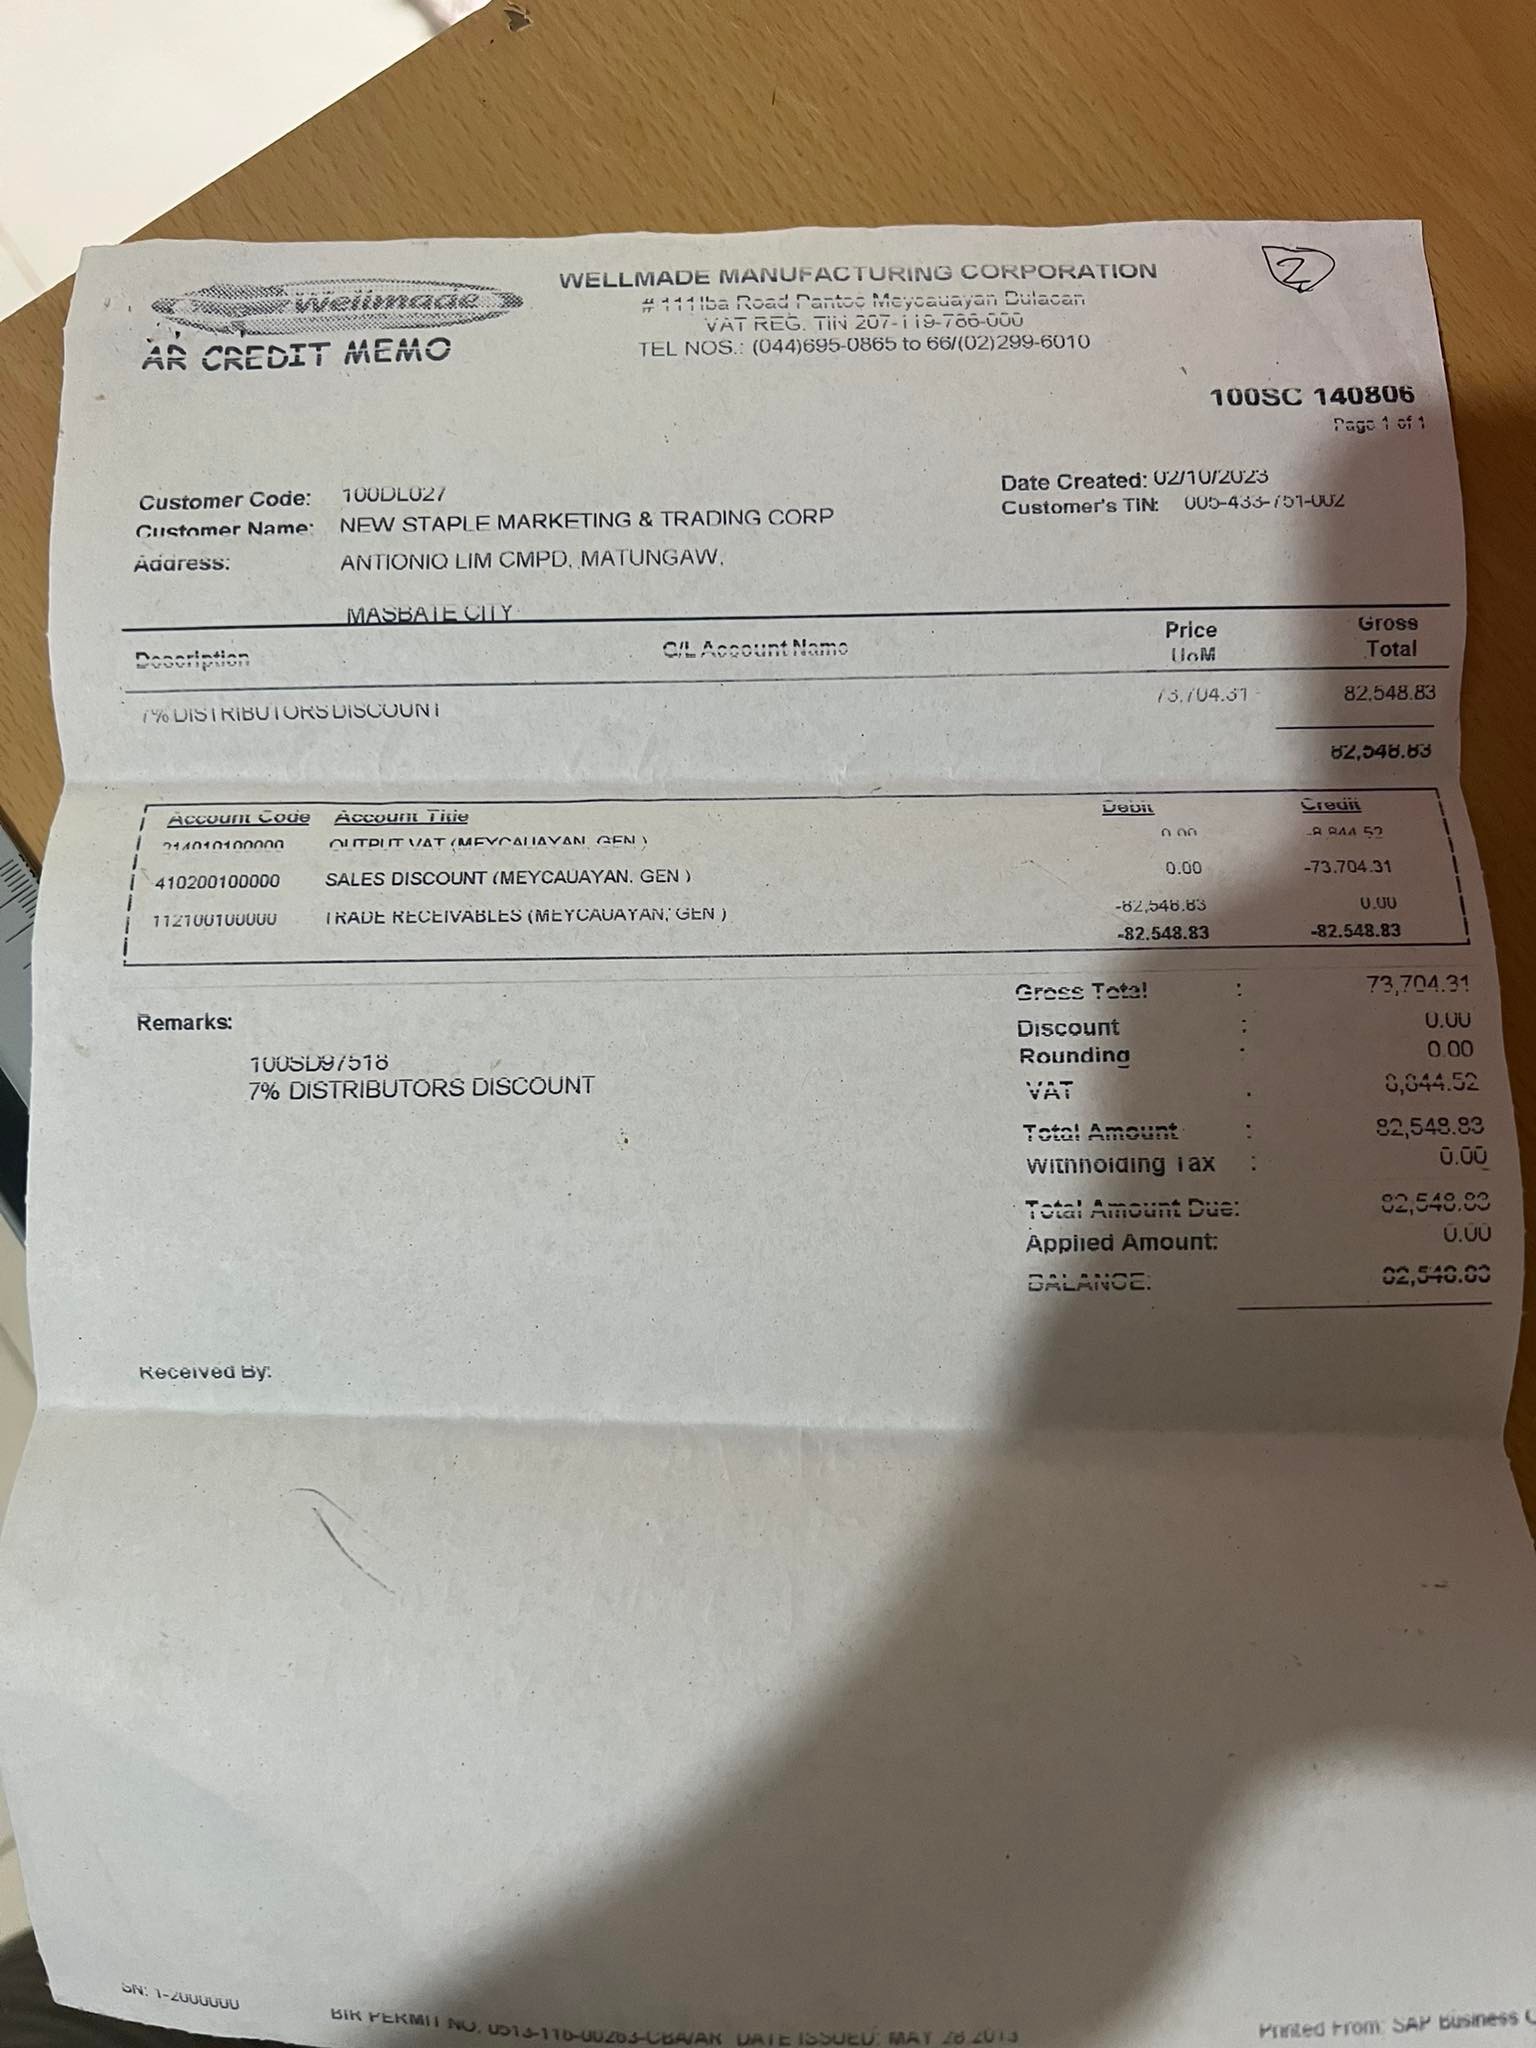 Wellmade
WELLMADE MANUFACTURING CORPORATION
2
# 111 Iba Road Pantoc Meycauayan Bulacan
VAT REG. TIN 207-119-786-000
AR CREDIT MEMO
TEL NOS.: (044)695-0865 to 66/(02)299-6010
100SC 140806
Page 1 of 1
Customer Code: 100DL027
Date Created: 02/10/2023
Customer Name: NEW STAPLE MARKETING & TRADING CORP
Customer's TIN: 005-433-751-002
Address: ANTIONIO LIM CMPD, MATUNGAW,
MASBATE CITY
Description G/L Account Name Price UoM Gross Total
7% DISTRIBUTORS DISCOUNT 73,704.31 82,548.83
82,548.83
Account Code Account Title Debit Credit
214010100000 OUTPUT VAT (MEYCAUAYAN, GEN ) 0.00 -8,844.52
410200100000 SALES DISCOUNT (MEYCAUAYAN. GEN ) 0.00 -73,704.31
112100100000 TRADE RECEIVABLES (MEYCAUAYAN, GEN ) -82,548.83 0.00
-82.548.83 -82.548.83
Gross Total : 73,704.31
Remarks:
Discount : 0.00
100SD97518
Rounding : 0.00
7% DISTRIBUTORS DISCOUNT
VAT : 8,844.52
Total Amount : 82,548.83
Withholding Tax : 0.00
Total Amount Due: 82,548.83
Applied Amount: 0.00
BALANCE: 82,548.83
Received By:
SN: 1-2000000
BIR PERMIT NO. 0513-116-00263-CBA/AR DATE ISSUED: MAY 28 2013
Printed From: SAP Business